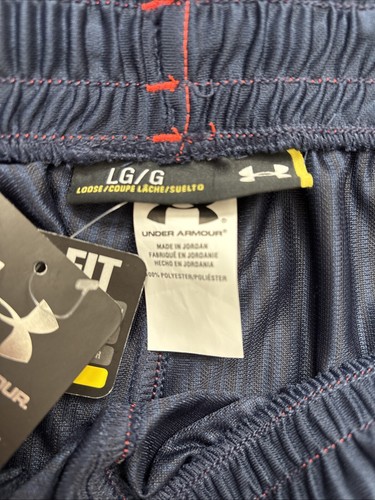 LG/G
LOOSE/COUPE LÂCHE/SUELTO
UNDER ARMOUR
MADE IN JORDAN
FABRIQUÉ EN JORDANIE
HECHO EN JORDANIA
100% POLYESTER/POLIÉSTER
FIT